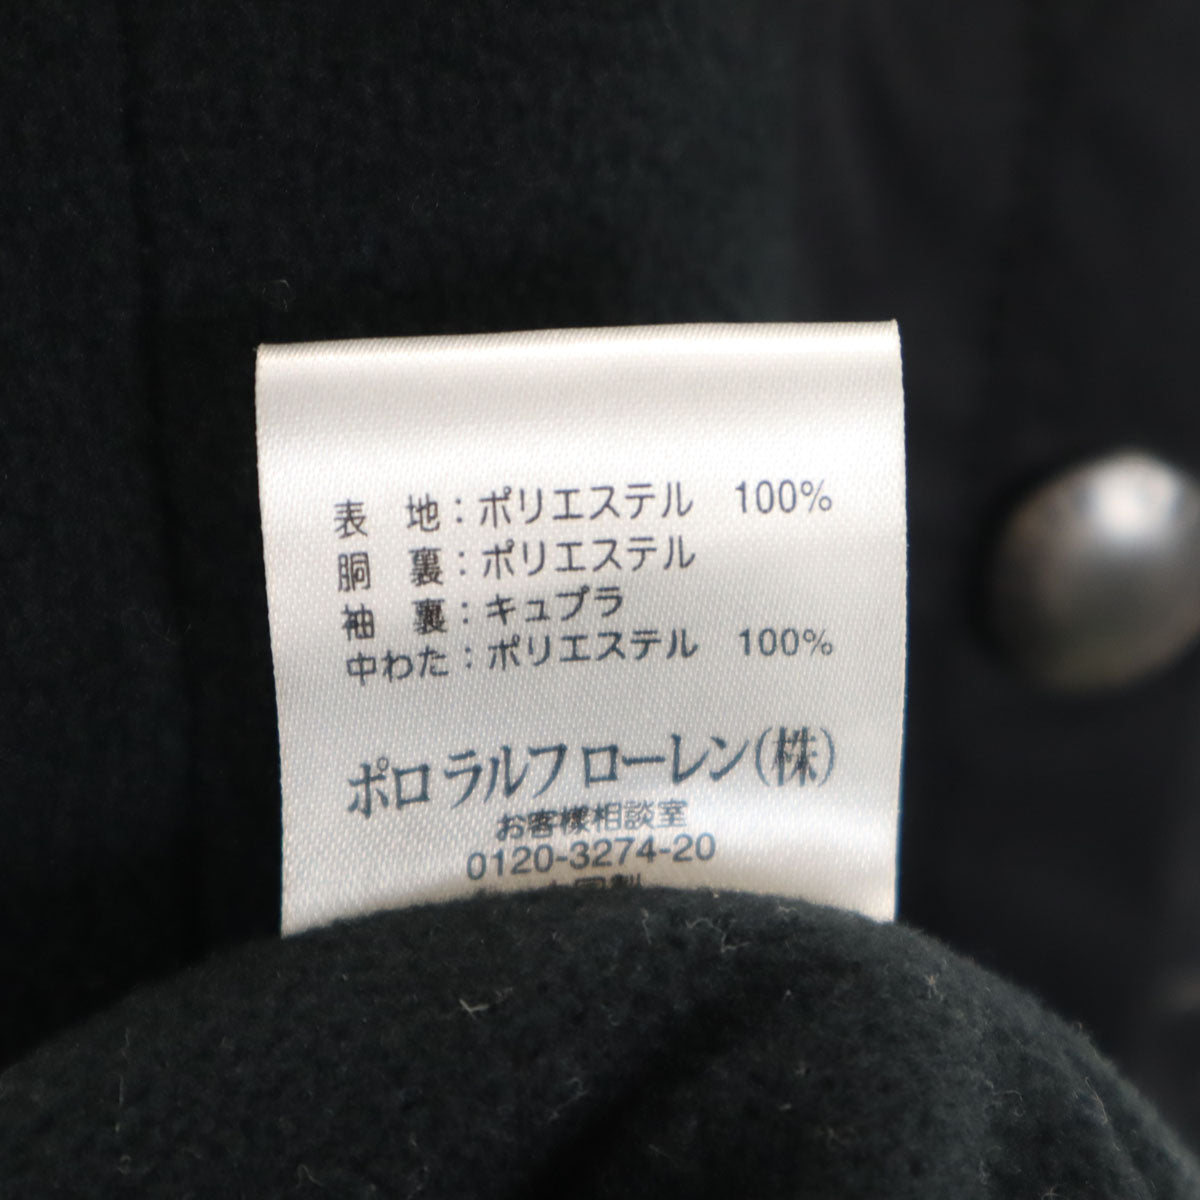 表　地：ポリエステル　100%
胴　裏：ポリエステル
袖　裏：キュプラ
中わた：ポリエステル　100%
ポロ ラルフ ローレン(株)
お客様相談室
0120-3274-20